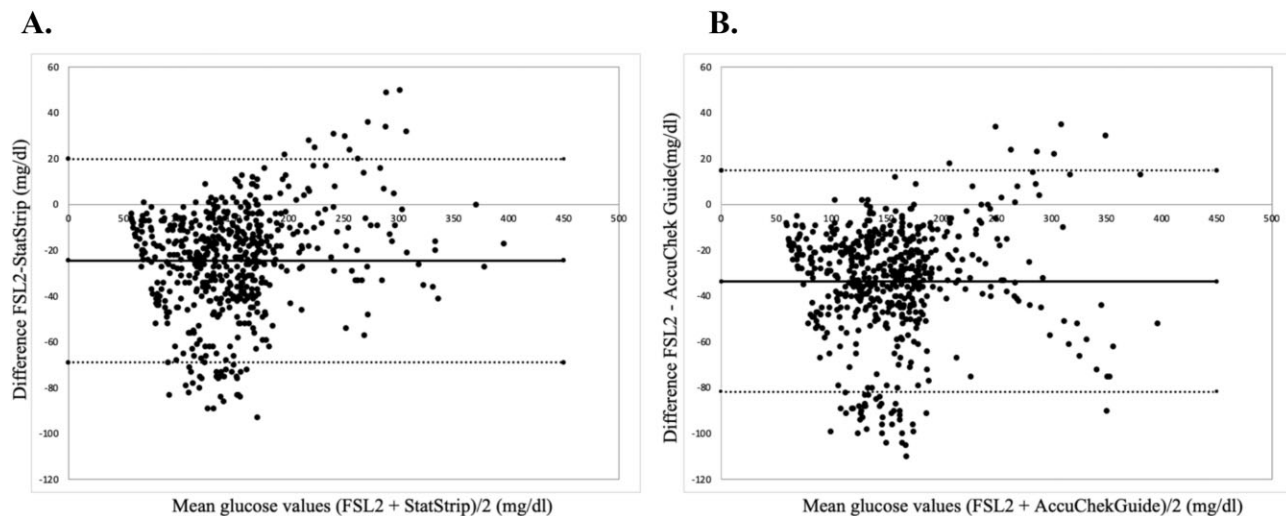 A.
B.
Difference FSL2-StatStrip (mg/dl)
60
40
20
0
-20
-40
-60
-80
-100
-120
0 50 200 250 300 350 400 450 500
Mean glucose values (FSL2 + StatStrip)/2 (mg/dl)
Difference FSL2 - AccuChek Guide(mg/dl)
60
40
20
0
-20
-40
-60
-80
-100
-120
0 50 100 150 200 250 300 350 400 450 500
Mean glucose values (FSL2 + AccuChekGuide)/2 (mg/dl)